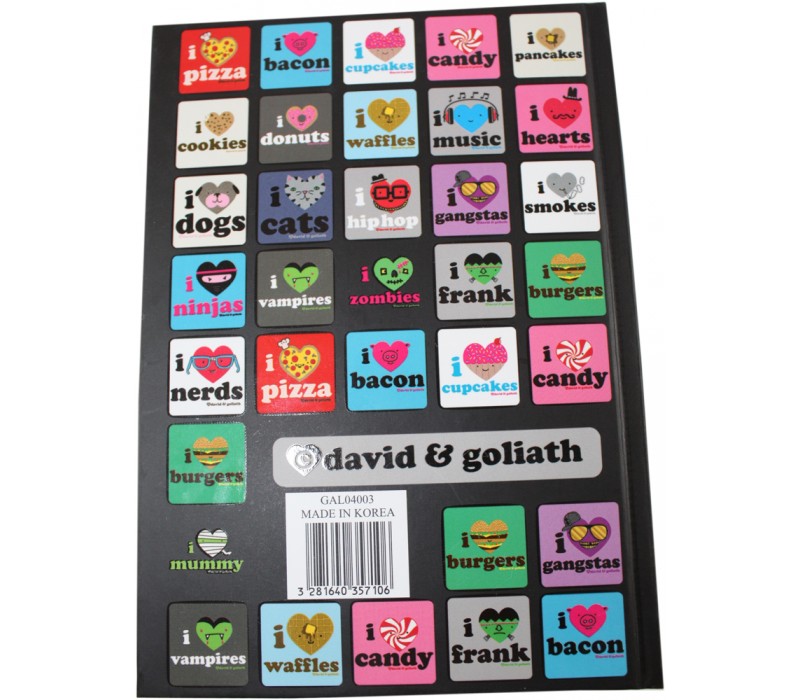 i pizza
i bacon
i cupcakes
i candy
i pancakes
i cookies
i donuts
i waffles
i music
i hearts
i dogs
i cats
i hiphop
i gangstas
i smokes
i ninjas
i vampires
i zombies
i frank
i burgers
i nerds
i pizza
i bacon
i cupcakes
i candy
i burgers
david & goliath
GAL04003
MADE IN KOREA
3 281640 357106
i mummy
i burgers
i gangstas
i vampires
i waffles
i candy
i frank
i bacon